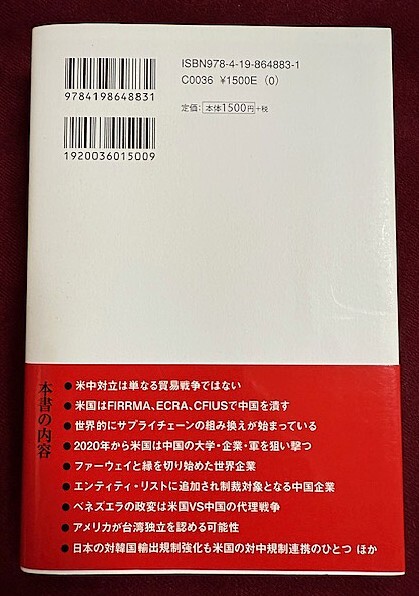 ISBN978-4-19-864883-1
C0036 ¥1500E (0)
9784198648831
定価: 本体1500円+税
1920036015009
本書の内容
●米中対立は単なる貿易戦争ではない
●米国はFIRRMA、ECRA、CFIUSで中国を潰す
●世界的にサプライチェーンの組み換えが始まっている
●2020年から米国は中国の大学・企業・軍を狙い撃つ
●ファーウェイと縁を切り始めた世界企業
●エンティティ・リストに追加され制裁対象となる中国企業
●ベネズエラの政変は米国VS中国の代理戦争
●アメリカが台湾独立を認める可能性
●日本の対韓国輸出規制強化も米国の対中規制連携のひとつ ほか